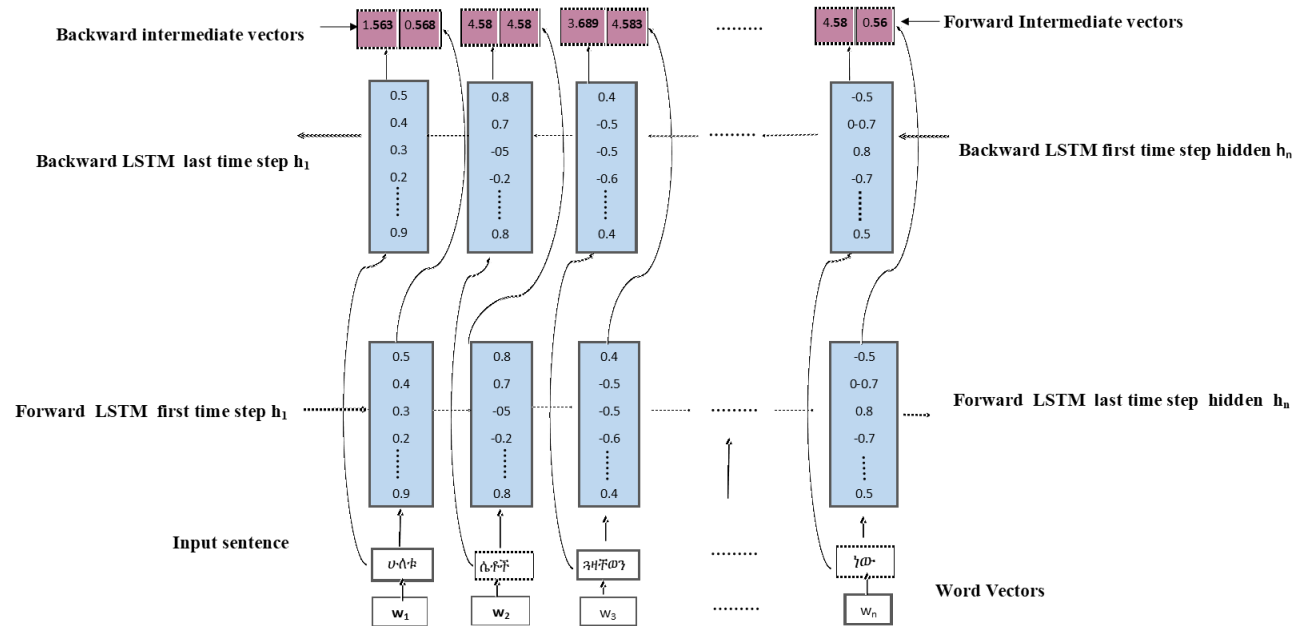 Backward intermediate vectors
1.563 0.568
4.58 4.58
3.689 4.583
........
4.58 0.56
Forward Intermediate vectors
0.5
0.4
0.3
0.2
0.9
0.8
0.7
-05
-0.2
0.8
0.4
-0.5
-0.5
-0.6
0.4
-0.5
0-0.7
0.8
-0.7
0.5
Backward LSTM last time step h₁
Backward LSTM first time step hidden hₙ
0.5
0.4
0.3
0.2
0.9
0.8
0.7
-05
-0.2
0.8
0.4
-0.5
-0.5
-0.6
0.4
-0.5
0-0.7
0.8
-0.7
0.5
Forward LSTM first time step h₁
Forward LSTM last time step hidden hₙ
Input sentence
ሁለቱ
ሴቶች
ጓዛቸወን
ነው
Word Vectors
w₁
w₂
w₃
wₙ